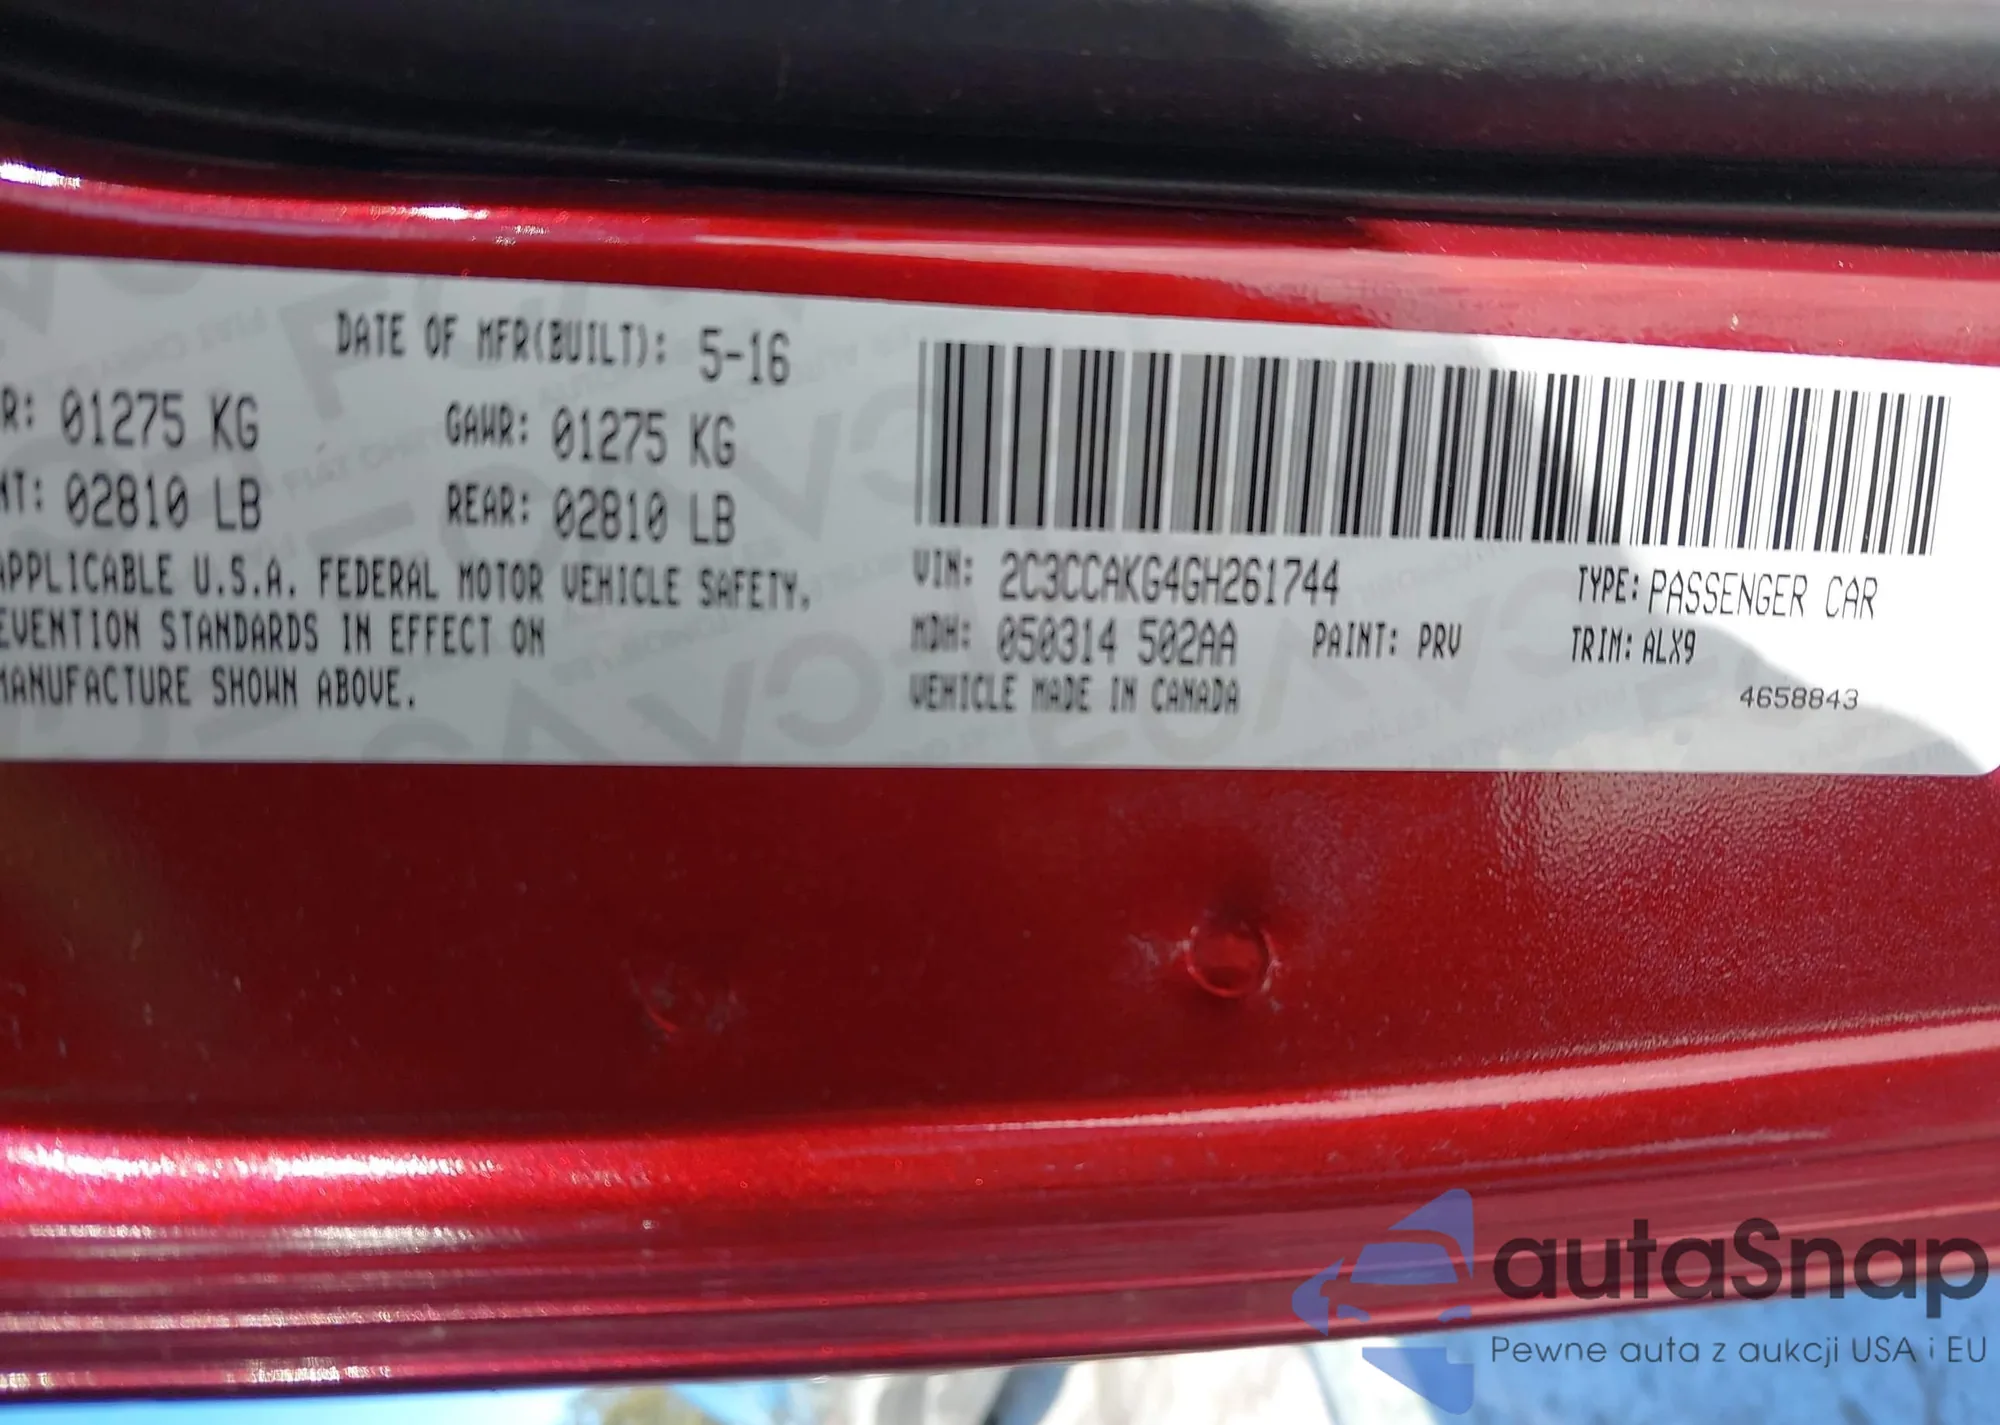 DATE OF MFR(BUILT): 5-16
R: 01275 KG GAWR: 01275 KG
NT: 02810 LB REAR: 02810 LB
APPLICABLE U.S.A. FEDERAL MOTOR VEHICLE SAFETY,
EVENTION STANDARDS IN EFFECT ON
MANUFACTURE SHOWN ABOVE.
VIN: 2C3CCAKG4GH261744 TYPE: PASSENGER CAR
MDH: 050314 502AA PAINT: PRV TRIM: ALX9
VEHICLE MADE IN CANADA
4658843
autaSnap
Pewne auta z aukcji USA i EU